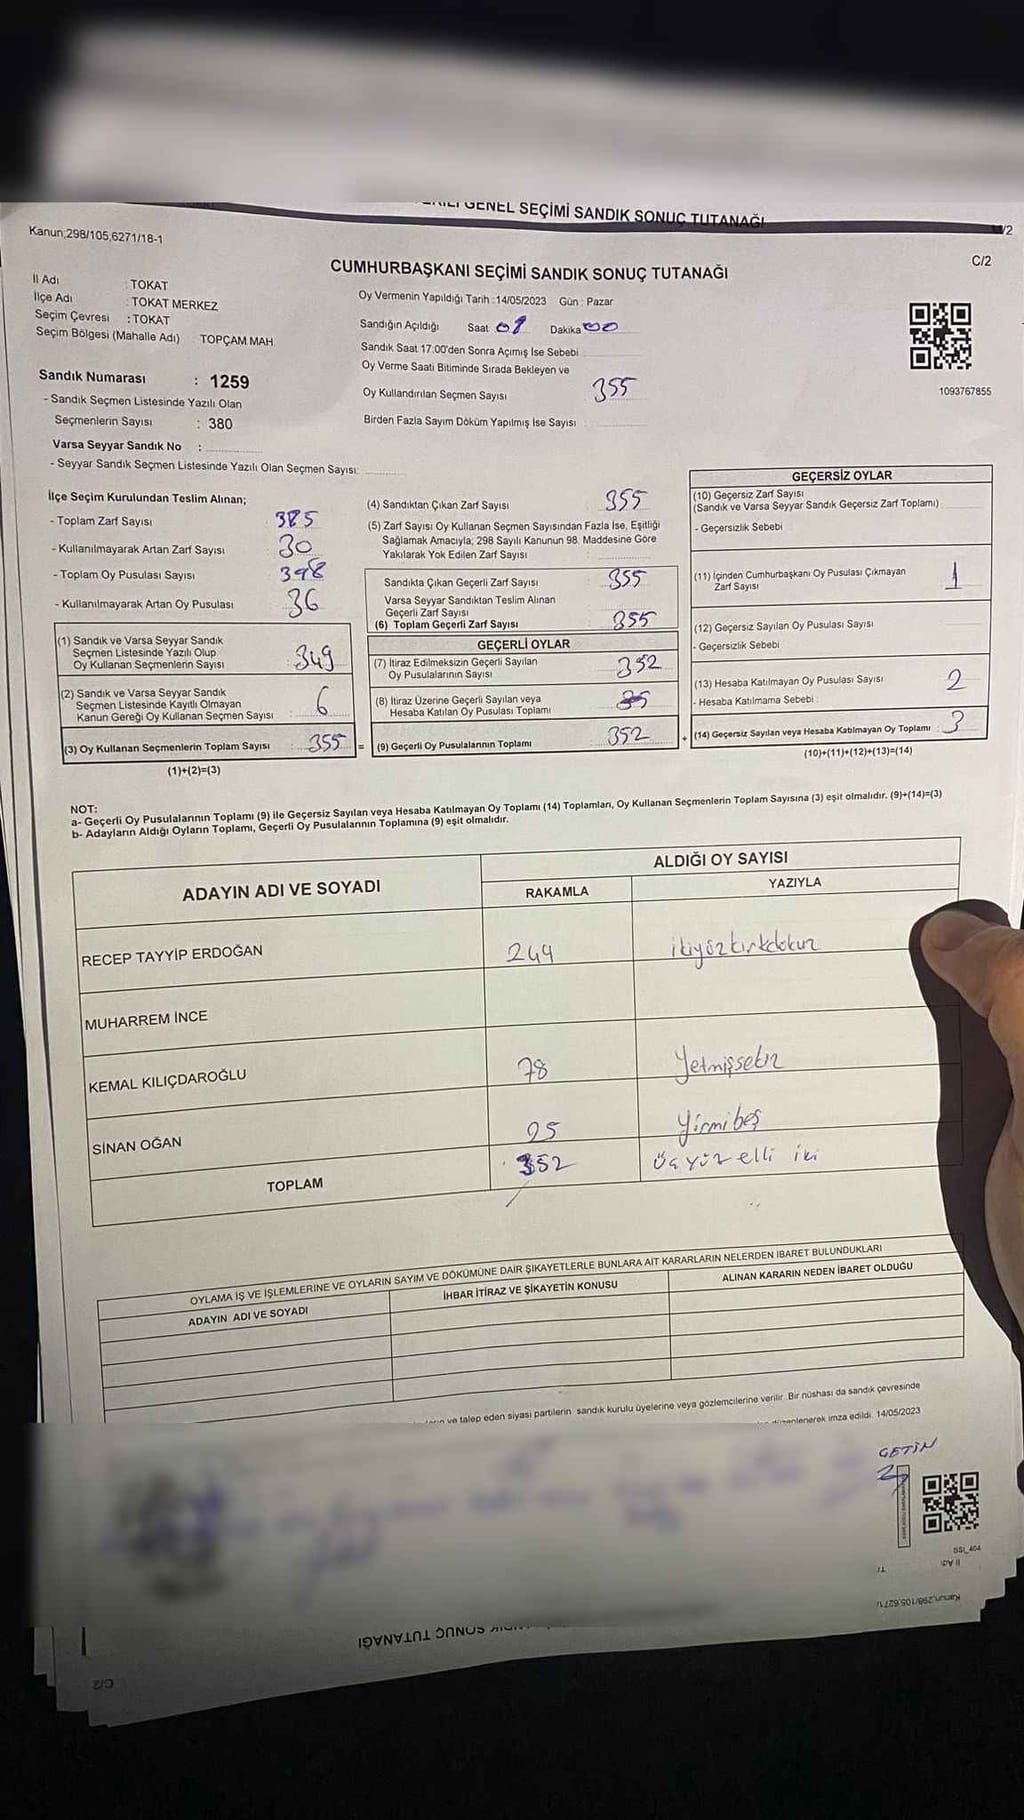 GENEL SEÇİMİ SANDIK SONUÇ TUTANAĞI
Kanun;298/105,6271/18-1
C/2
CUMHURBAŞKANI SEÇİMİ SANDIK SONUÇ TUTANAĞI
İl Adı : TOKAT
İlçe Adı : TOKAT MERKEZ
Seçim Çevresi : TOKAT
Seçim Bölgesi (Mahalle Adı) TOPÇAM MAH.
Sandık Numarası : 1259
- Sandık Seçmen Listesinde Yazılı Olan
Seçmenlerin Sayısı : 380
Varsa Seyyar Sandık No :
- Seyyar Sandık Seçmen Listesinde Yazılı Olan Seçmen Sayısı:
Oy Vermenin Yapıldığı Tarih :14/05/2023 Gün : Pazar
Sandığın Açıldığı Saat 08 Dakika 00
Sandık Saat 17:00'den Sonra Açımış İse Sebebi
Oy Verme Saati Bitiminde Sırada Bekleyen ve
Oy Kullandırılan Seçmen Sayısı 355
Birden Fazla Sayım Döküm Yapılmış İse Sayısı
1093767855
İlçe Seçim Kurulundan Teslim Alınan;
- Toplam Zarf Sayısı 385
- Kullanılmayarak Artan Zarf Sayısı 30
- Toplam Oy Pusulası Sayısı 398
- Kullanılmayarak Artan Oy Pusulası 36
(1) Sandık ve Varsa Seyyar Sandık
Seçmen Listesinde Yazılı Olup
Oy Kullanan Seçmenlerin Sayısı 349
(2) Sandık ve Varsa Seyyar Sandık
Seçmen Listesinde Kayıtlı Olmayan
Kanun Gereği Oy Kullanan Seçmen Sayısı 6
(3) Oy Kullanan Seçmenlerin Toplam Sayısı : 355 =
(1)+(2)=(3)
(4) Sandıktan Çıkan Zarf Sayısı 355
(5) Zarf Sayısı Oy Kullanan Seçmen Sayısından Fazla İse, Eşitliği
Sağlamak Amacıyla; 298 Sayılı Kanunun 98. Maddesine Göre
Yakılarak Yok Edilen Zarf Sayısı
Sandıkta Çıkan Geçerli Zarf Sayısı 355
Varsa Seyyar Sandıktan Teslim Alınan
Geçerli Zarf Sayısı
(6) Toplam Geçerli Zarf Sayısı 355
GEÇERLİ OYLAR
(7) İtiraz Edilmeksizin Geçerli Sayılan
Oy Pusulalarının Sayısı 352
(8) İtiraz Üzerine Geçerli Sayılan veya
Hesaba Katılan Oy Pusulası Toplamı
(9) Geçerli Oy Pusulalarının Toplamı 352 +
GEÇERSİZ OYLAR
(10) Geçersiz Zarf Sayısı
(Sandık ve Varsa Seyyar Sandık Geçersiz Zarf Toplamı)
- Geçersizlik Sebebi
(11) İçinden Cumhurbaşkanı Oy Pusulası Çıkmayan
Zarf Sayısı 1
(12) Geçersiz Sayılan Oy Pusulası Sayısı
- Geçersizlik Sebebi
(13) Hesaba Katılmayan Oy Pusulası Sayısı 2
- Hesaba Katılmama Sebebi
(14) Geçersiz Sayılan veya Hesaba Katılmayan Oy Toplamı 3
(10)+(11)+(12)+(13)=(14)
NOT:
a- Geçerli Oy Pusulalarının Toplamı (9) ile Geçersiz Sayılan veya Hesaba Katılmayan Oy Toplamı (14) Toplamları, Oy Kullanan Seçmenlerin Toplam Sayısına (3) eşit olmalıdır. (9)+(14)=(3)
b- Adayların Aldığı Oyların Toplamı, Geçerli Oy Pusulalarının Toplamına (9) eşit olmalıdır.
ADAYIN ADI VE SOYADI ALDIĞI OY SAYISI
RAKAMLA YAZIYLA
RECEP TAYYİP ERDOĞAN 249 ikiyüzkırkdokuz
MUHARREM İNCE
KEMAL KILIÇDAROĞLU 78 Yetmişsekiz
SİNAN OĞAN 25 Yirmibeş
TOPLAM 352 üçyüz elli iki
OYLAMA İŞ VE İŞLEMLERİNE VE OYLARIN SAYIM VE DÖKÜMÜNE DAİR ŞİKAYETLERLE BUNLARA AİT KARARLARIN NELERDEN İBARET BULUNDUKLARI
ADAYIN ADI VE SOYADI İHBAR İTİRAZ VE ŞİKAYETİN KONUSU ALINAN KARARIN NEDEN İBARET OLDUĞU
ve talep eden siyasi partilerin sandık kurulu üyelerine veya gözlemcilerine verilir. Bir nüshası da sandık çevresinde
düzenlenerek imza edildi. 14/05/2023
ÇETİN
SSI_404
İl Adı
Kanun;298/105,6271/
SONUÇ TUTANAĞI
C/2